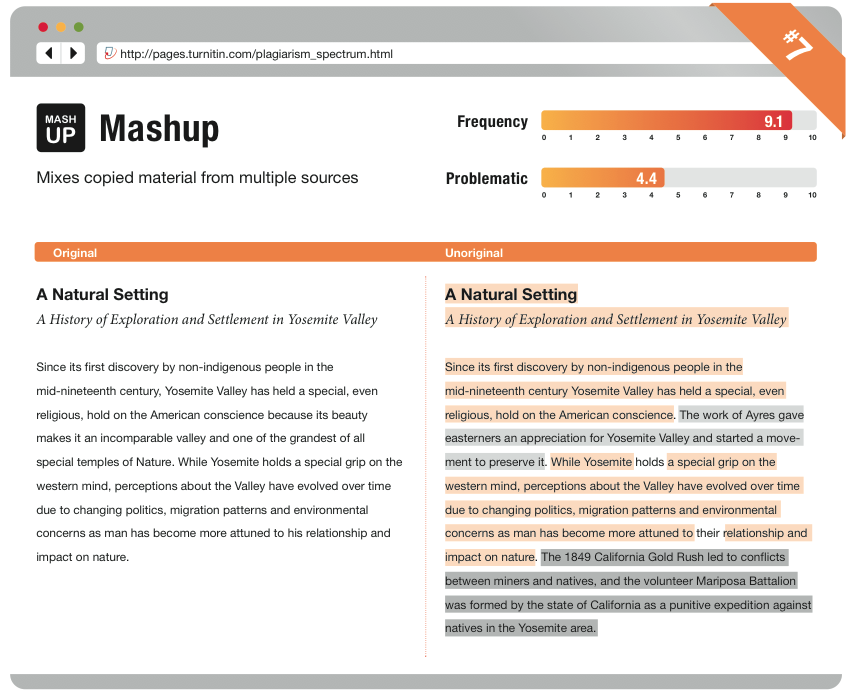 #7
http://pages.turnitin.com/plagiarism_spectrum.html
MASH
UP
Mashup
Mixes copied material from multiple sources
Frequency
9.1
0 1 2 3 4 5 6 7 8 9 10
Problematic
4.4
0 1 2 3 4 5 6 7 8 9 10
Original
Unoriginal
A Natural Setting
A History of Exploration and Settlement in Yosemite Valley
Since its first discovery by non-indigenous people in the
mid-nineteenth century, Yosemite Valley has held a special, even
religious, hold on the American conscience because its beauty
makes it an incomparable valley and one of the grandest of all
special temples of Nature. While Yosemite holds a special grip on the
western mind, perceptions about the Valley have evolved over time
due to changing politics, migration patterns and environmental
concerns as man has become more attuned to his relationship and
impact on nature.
A Natural Setting
A History of Exploration and Settlement in Yosemite Valley
Since its first discovery by non-indigenous people in the
mid-nineteenth century Yosemite Valley has held a special, even
religious, hold on the American conscience. The work of Ayres gave
easterners an appreciation for Yosemite Valley and started a move-
ment to preserve it. While Yosemite holds a special grip on the
western mind, perceptions about the Valley have evolved over time
due to changing politics, migration patterns and environmental
concerns as man has become more attuned to their relationship and
impact on nature. The 1849 California Gold Rush led to conflicts
between miners and natives, and the volunteer Mariposa Battalion
was formed by the state of California as a punitive expedition against
natives in the Yosemite area.